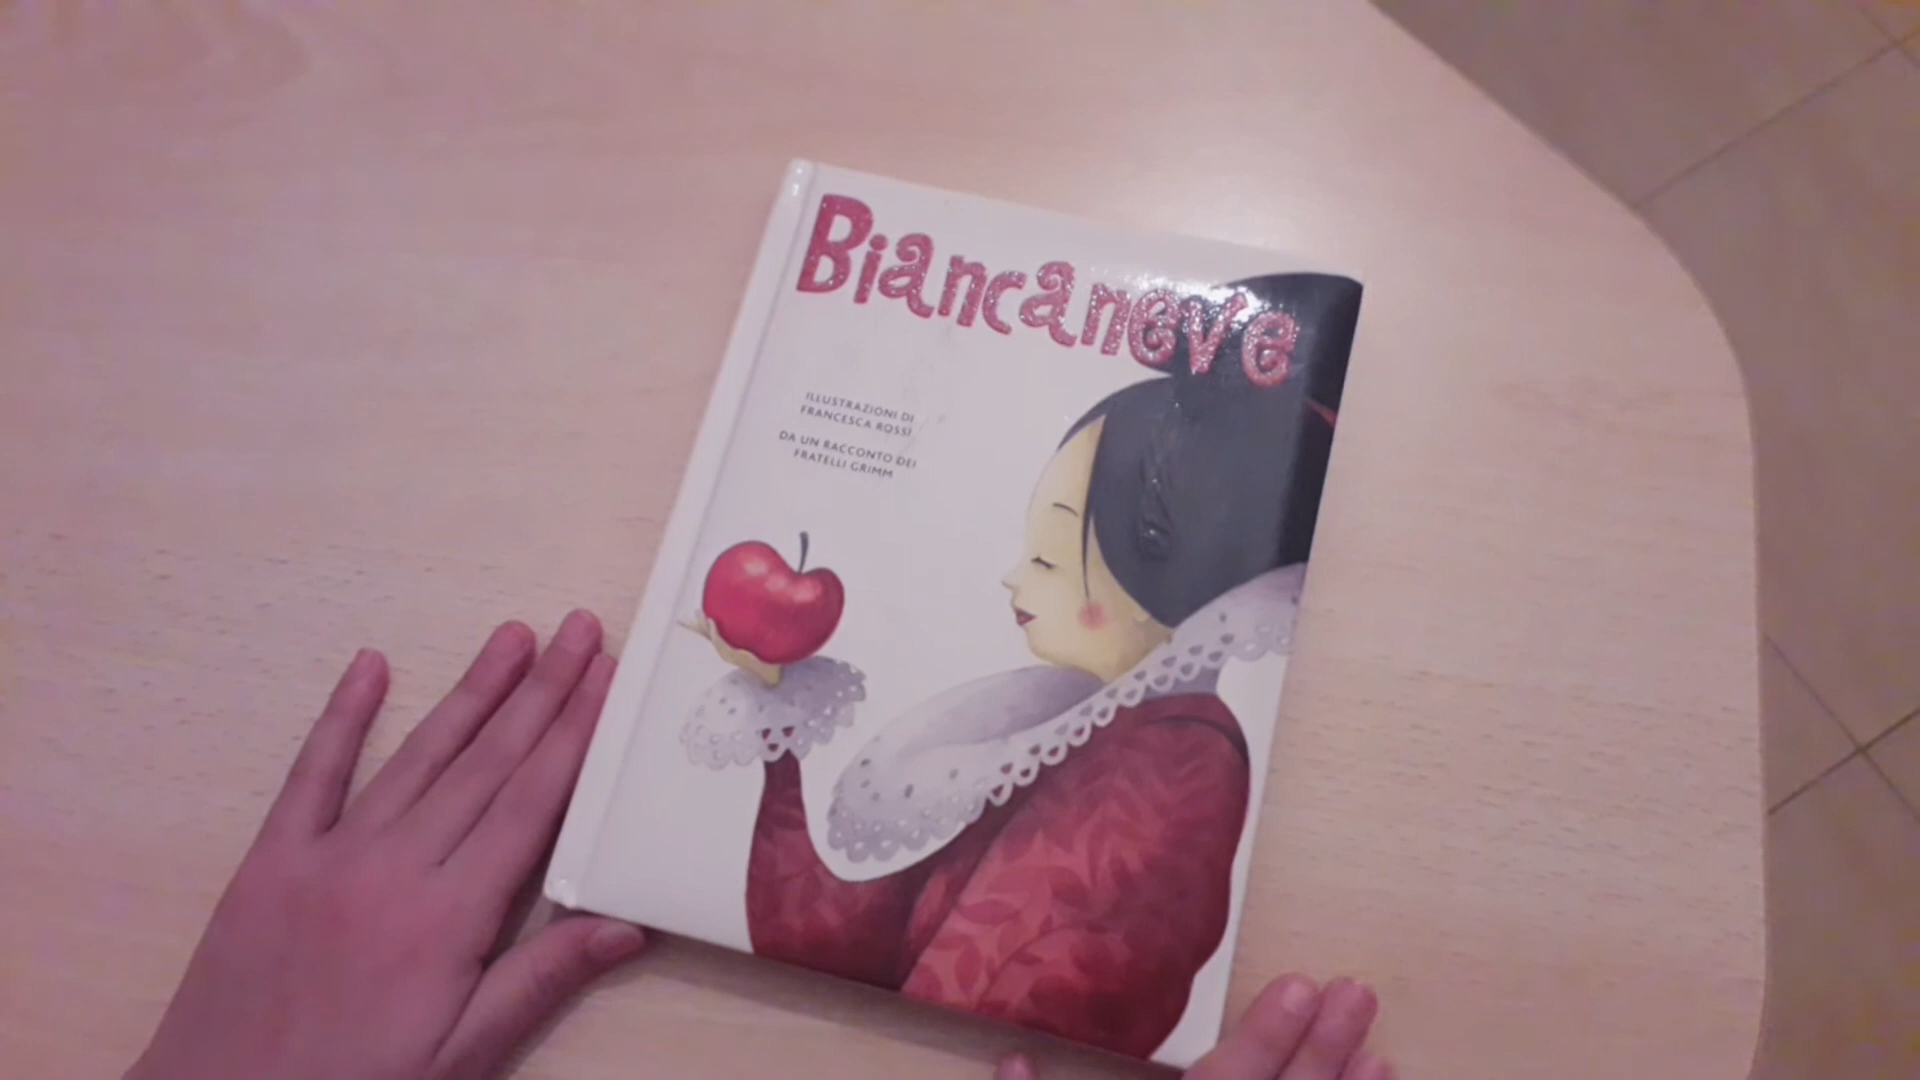 Biancaneve
ILLUSTRAZIONI DI
FRANCESCA ROSSI
DA UN RACCONTO DEI
FRATELLI GRIMM